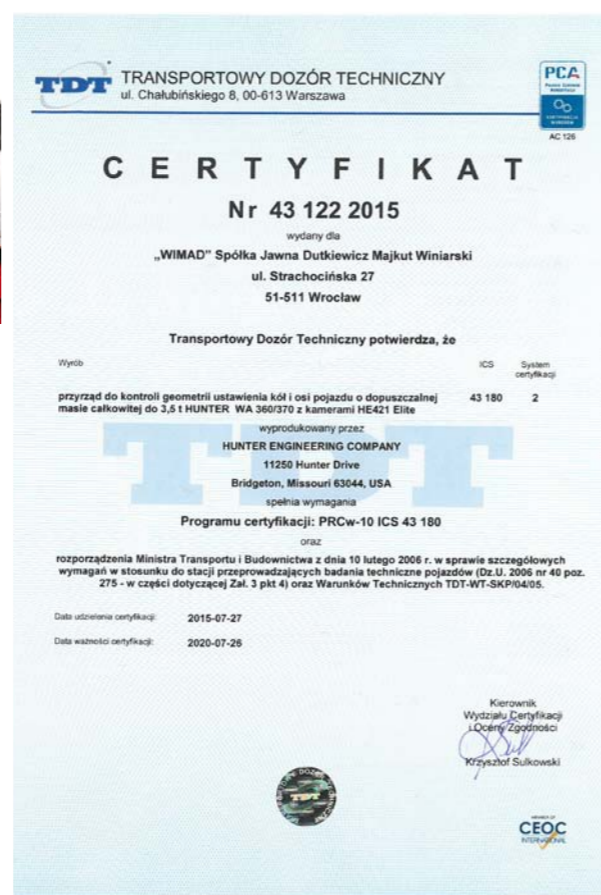 TDT
TRANSPORTOWY DOZÓR TECHNICZNY
ul. Chałubińskiego 8, 00-613 Warszawa
PCA
AC 126
CERTYFIKAT
Nr 43 122 2015
wydany dla
„WIMAD" Spółka Jawna Dutkiewicz Majkut Winiarski
ul. Strachocińska 27
51-511 Wrocław
Transportowy Dozór Techniczny potwierdza, że
Wyrób ICS System
certyfikacji
przyrząd do kontroli geometrii ustawienia kół i osi pojazdu o dopuszczalnej 43 180 2
masie całkowitej do 3,5 t HUNTER WA 360/370 z kamerami HE421 Elite
wyprodukowany przez
HUNTER ENGINEERING COMPANY
11250 Hunter Drive
Bridgeton, Missouri 63044, USA
TDT
spełnia wymagania
Programu certyfikacji: PRCw-10 ICS 43 180
oraz
rozporządzenia Ministra Transportu i Budownictwa z dnia 10 lutego 2006 r. w sprawie szczegółowych
wymagań w stosunku do stacji przeprowadzających badania techniczne pojazdów (Dz.U. 2006 nr 40 poz.
275 - w części dotyczącej Zał. 3 pkt 4) oraz Warunków Technicznych TDT-WT-SKP/04/05.
Data udzielenia certyfikacji: 2015-07-27
Data ważności certyfikacji: 2020-07-26
Kierownik
Wydziału Certyfikacji
i Oceny Zgodności
Krzysztof Sulkowski
TDT
MEMBER OF
CEOC
INTERNATIONAL